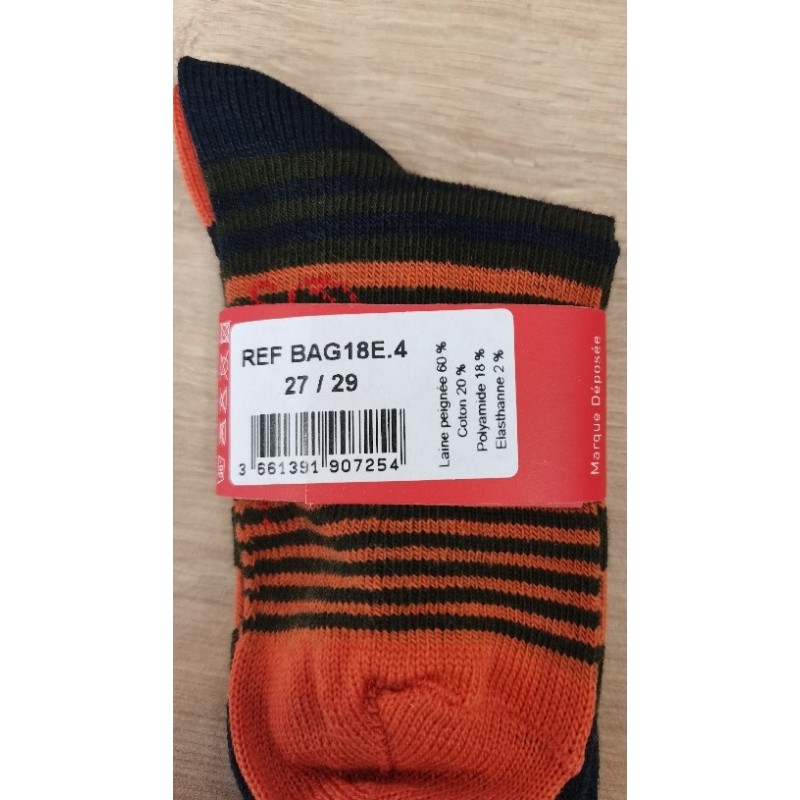 REF BAG18E.4
27 / 29
3 661391 907254
Laine peignée 60 %
Coton 20 %
Polyamide 18 %
Elasthanne 2 %
Marque Déposée